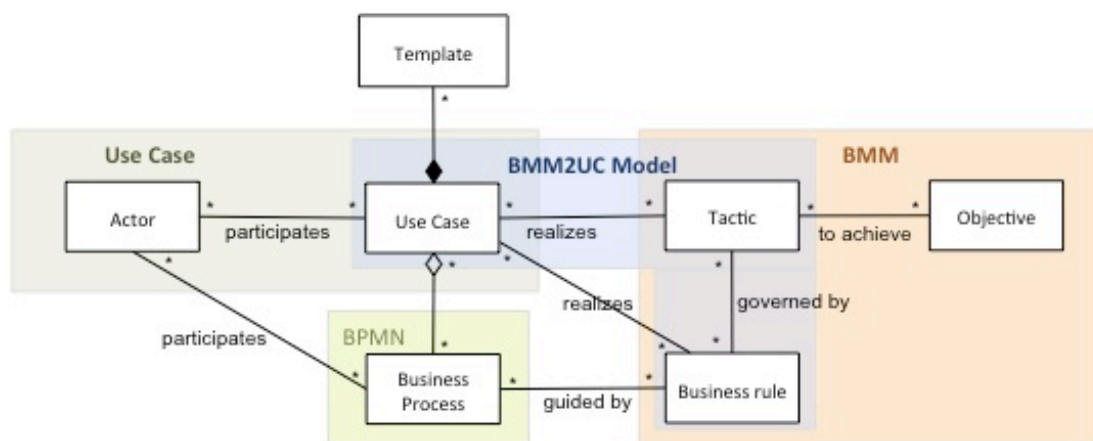 Template
*
Use Case
BMM2UC Model
BMM
Actor
*
*
Use Case
*
*
Tactic
*
*
Objective
participates
realizes
to achieve
*
*
*
*
realizes
governed by
participates
BPMN
*
*
*
*
Business
Process
*
*
Business rule
guided by